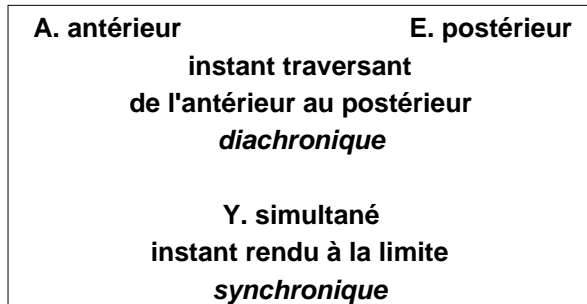 A. antérieur E. postérieur
instant traversant
de l'antérieur au postérieur
diachronique
Y. simultané
instant rendu à la limite
synchronique